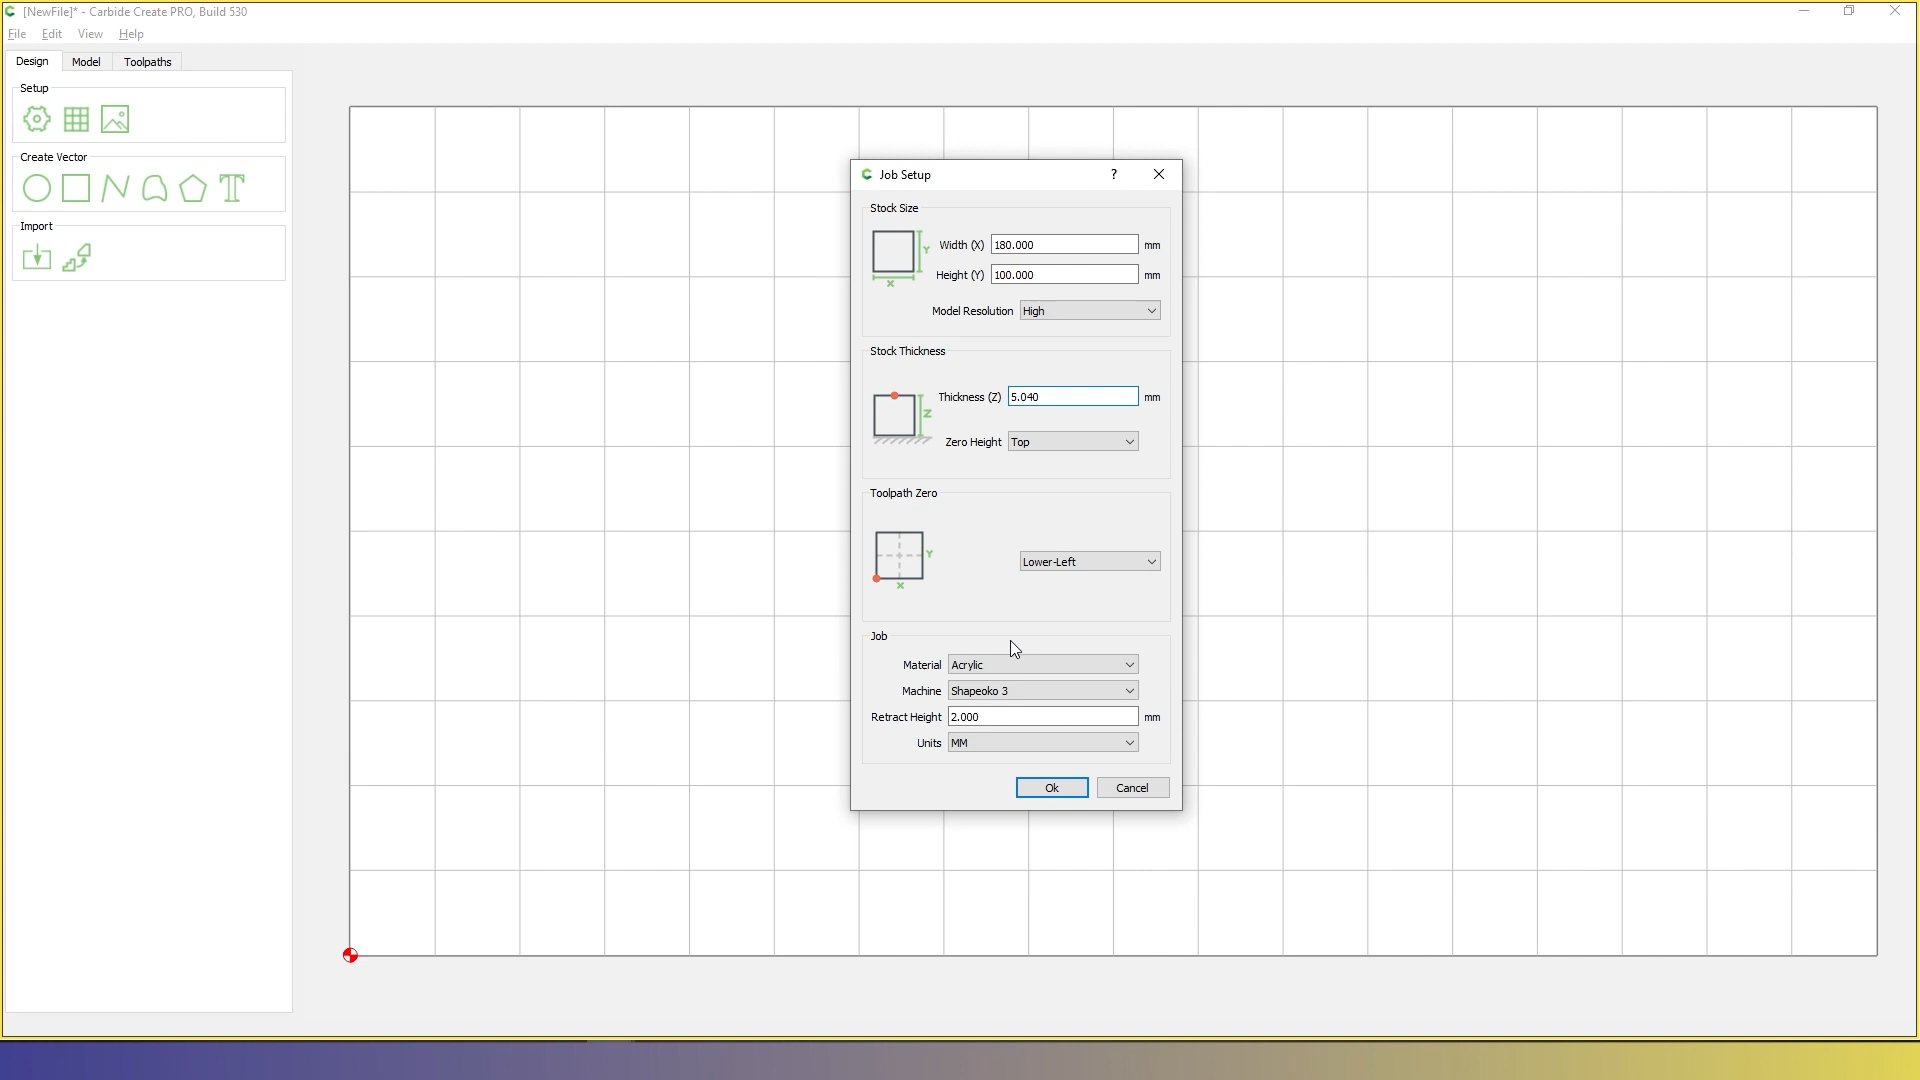 [NewFile]* - Carbide Create PRO, Build 530
File Edit View Help
Design Model Toolpaths
Setup
Create Vector
Import
Job Setup ?
Stock Size
Y
X
Width (X) 180.000 mm
Height (Y) 100.000 mm
Model Resolution High
Stock Thickness
Z
Thickness (Z) 5.040 mm
Zero Height Top
Toolpath Zero
Y
X
Lower-Left
Job
Material Acrylic
Machine Shapeoko 3
Retract Height 2.000 mm
Units MM
Ok Cancel